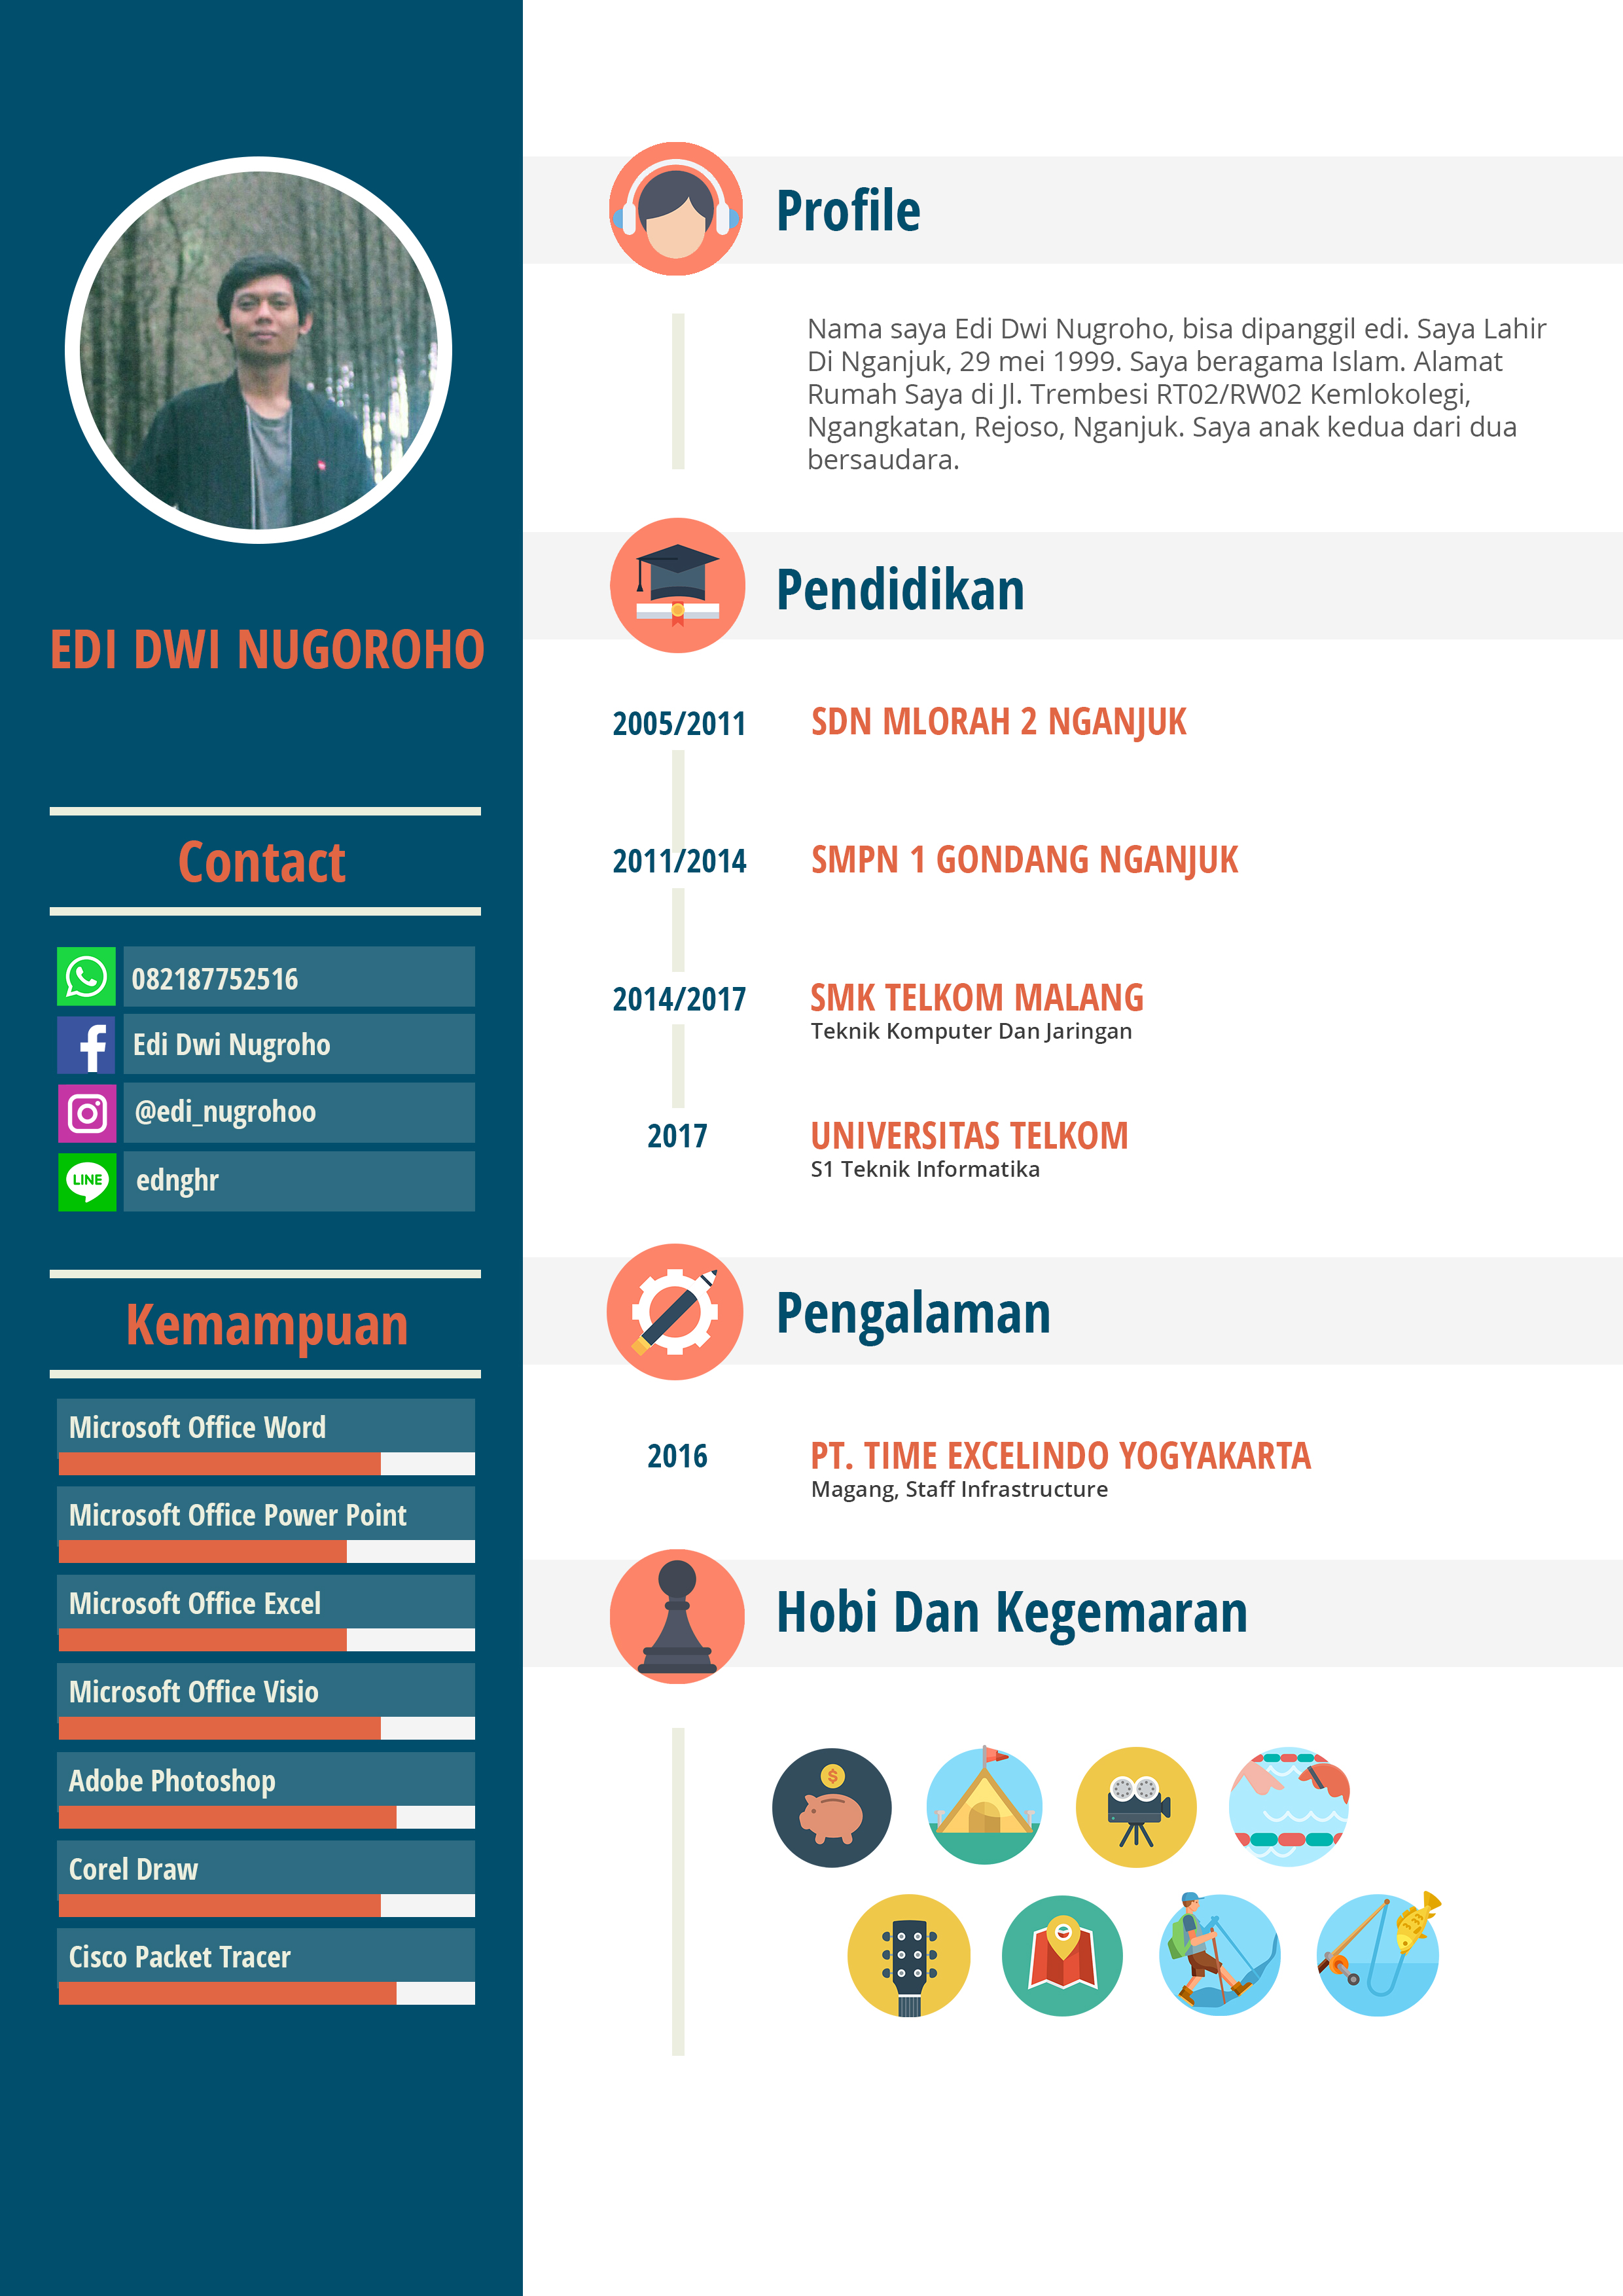 EDI DWI NUGOROHO
Contact
082187752516
Edi Dwi Nugroho
@edi_nugrohoo
LINE
ednghr
Kemampuan
Microsoft Office Word
Microsoft Office Power Point
Microsoft Office Excel
Microsoft Office Visio
Adobe Photoshop
Corel Draw
Cisco Packet Tracer
Profile
Nama saya Edi Dwi Nugroho, bisa dipanggil edi. Saya Lahir
Di Nganjuk, 29 mei 1999. Saya beragama Islam. Alamat
Rumah Saya di Jl. Trembesi RT02/RW02 Kemlokolegi,
Ngangkatan, Rejoso, Nganjuk. Saya anak kedua dari dua
bersaudara.
Pendidikan
2005/2011 SDN MLORAH 2 NGANJUK
2011/2014 SMPN 1 GONDANG NGANJUK
2014/2017 SMK TELKOM MALANG
Teknik Komputer Dan Jaringan
2017 UNIVERSITAS TELKOM
S1 Teknik Informatika
Pengalaman
2016 PT. TIME EXCELINDO YOGYAKARTA
Magang, Staff Infrastructure
Hobi Dan Kegemaran
$